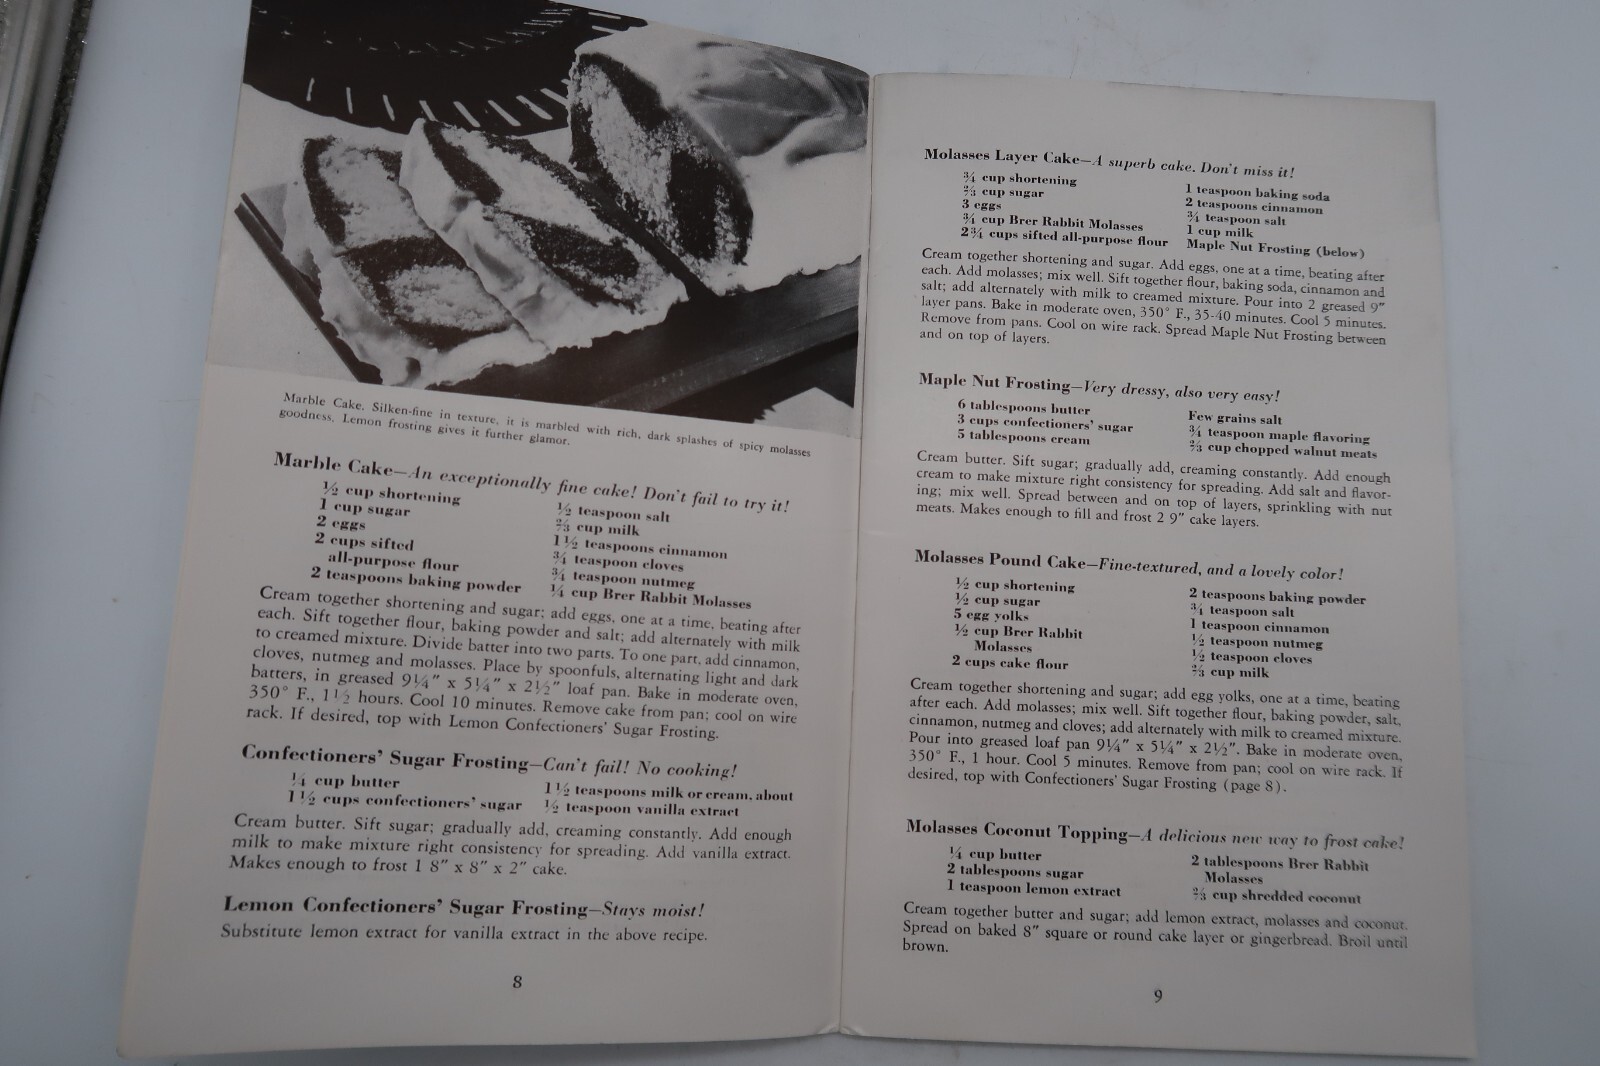 Marble Cake. Silken-fine in texture, it is marbled with rich, dark splashes of spicy molasses
goodness. Lemon frosting gives it further glamor.
Marble Cake—An exceptionally fine cake! Don't fail to try it!
½ cup shortening
1 cup sugar
2 eggs
2 cups sifted
all-purpose flour
2 teaspoons baking powder
½ teaspoon salt
⅔ cup milk
1½ teaspoons cinnamon
¾ teaspoon cloves
¾ teaspoon nutmeg
¼ cup Brer Rabbit Molasses
Cream together shortening and sugar; add eggs, one at a time, beating after
each. Sift together flour, baking powder and salt; add alternately with milk
to creamed mixture. Divide batter into two parts. To one part, add cinnamon,
cloves, nutmeg and molasses. Place by spoonfuls, alternating light and dark
batters, in greased 9¼" x 5¼" x 2½" loaf pan. Bake in moderate oven,
350° F., 1½ hours. Cool 10 minutes. Remove cake from pan; cool on wire
rack. If desired, top with Lemon Confectioners' Sugar Frosting.
Confectioners' Sugar Frosting—Can't fail! No cooking!
¼ cup butter
1½ cups confectioners' sugar
1½ teaspoons milk or cream, about
½ teaspoon vanilla extract
Cream butter. Sift sugar; gradually add, creaming constantly. Add enough
milk to make mixture right consistency for spreading. Add vanilla extract.
Makes enough to frost 1 8" x 8" x 2" cake.
Lemon Confectioners' Sugar Frosting—Stays moist!
Substitute lemon extract for vanilla extract in the above recipe.
8
Molasses Layer Cake—A superb cake. Don't miss it!
¾ cup shortening
⅔ cup sugar
3 eggs
¾ cup Brer Rabbit Molasses
2¾ cups sifted all-purpose flour
1 teaspoon baking soda
2 teaspoons cinnamon
¾ teaspoon salt
1 cup milk
Maple Nut Frosting (below)
Cream together shortening and sugar. Add eggs, one at a time, beating after
each. Add molasses; mix well. Sift together flour, baking soda, cinnamon and
salt; add alternately with milk to creamed mixture. Pour into 2 greased 9"
layer pans. Bake in moderate oven, 350° F., 35-40 minutes. Cool 5 minutes.
Remove from pans. Cool on wire rack. Spread Maple Nut Frosting between
and on top of layers.
Maple Nut Frosting—Very dressy, also very easy!
6 tablespoons butter
3 cups confectioners' sugar
5 tablespoons cream
Few grains salt
¾ teaspoon maple flavoring
⅔ cup chopped walnut meats
Cream butter. Sift sugar; gradually add, creaming constantly. Add enough
cream to make mixture right consistency for spreading. Add salt and flavor-
ing; mix well. Spread between and on top of layers, sprinkling with nut
meats. Makes enough to fill and frost 2 9" cake layers.
Molasses Pound Cake—Fine-textured, and a lovely color!
½ cup shortening
½ cup sugar
5 egg yolks
½ cup Brer Rabbit
Molasses
2 cups cake flour
2 teaspoons baking powder
¾ teaspoon salt
1 teaspoon cinnamon
½ teaspoon nutmeg
½ teaspoon cloves
⅔ cup milk
Cream together shortening and sugar; add egg yolks, one at a time, beating
after each. Add molasses; mix well. Sift together flour, baking powder, salt,
cinnamon, nutmeg and cloves; add alternately with milk to creamed mixture.
Pour into greased loaf pan 9¼" x 5¼" x 2½". Bake in moderate oven,
350° F., 1 hour. Cool 5 minutes. Remove from pan; cool on wire rack. If
desired, top with Confectioners' Sugar Frosting (page 8).
Molasses Coconut Topping—A delicious new way to frost cake!
¼ cup butter
2 tablespoons sugar
1 teaspoon lemon extract
2 tablespoons Brer Rabbit
Molasses
⅔ cup shredded coconut
Cream together butter and sugar; add lemon extract, molasses and coconut.
Spread on baked 8" square or round cake layer or gingerbread. Broil until
brown.
9